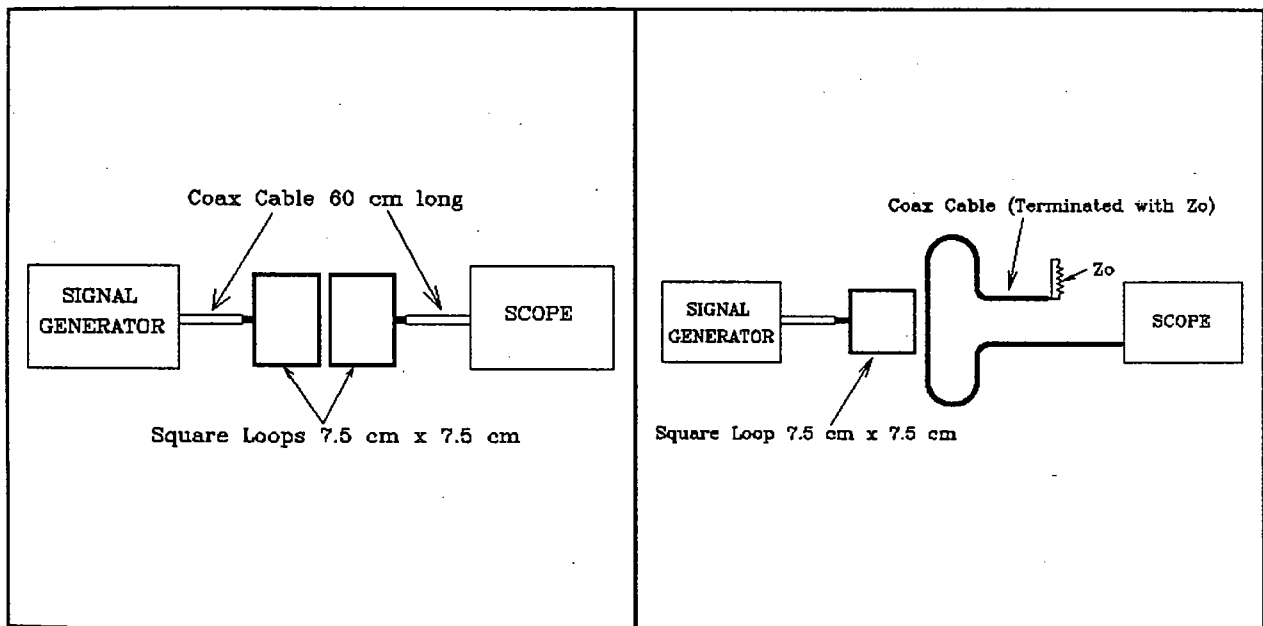 Coax Cable 60 cm long
SIGNAL
GENERATOR
SCOPE
Square Loops 7.5 cm x 7.5 cm
Coax Cable (Terminated with Zo)
Zo
SIGNAL
GENERATOR
SCOPE
Square Loop 7.5 cm x 7.5 cm